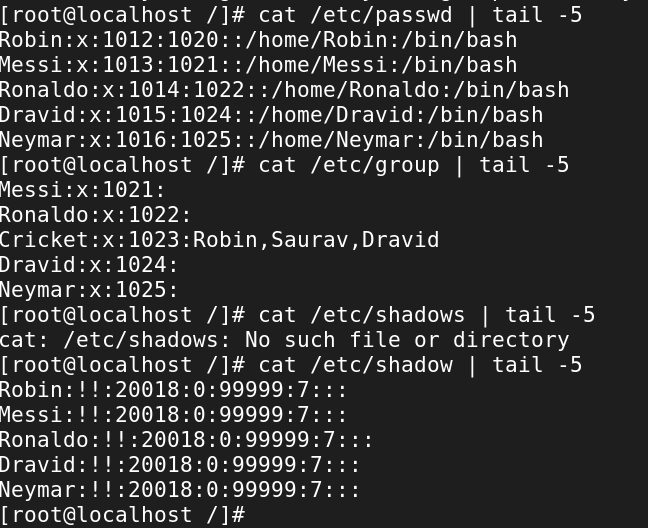 [root@localhost /]# cat /etc/passwd | tail -5
Robin:x:1012:1020::/home/Robin:/bin/bash
Messi:x:1013:1021::/home/Messi:/bin/bash
Ronaldo:x:1014:1022::/home/Ronaldo:/bin/bash
Dravid:x:1015:1024::/home/Dravid:/bin/bash
Neymar:x:1016:1025::/home/Neymar:/bin/bash
[root@localhost /]# cat /etc/group | tail -5
Messi:x:1021:
Ronaldo:x:1022:
Cricket:x:1023:Robin,Saurav,Dravid
Dravid:x:1024:
Neymar:x:1025:
[root@localhost /]# cat /etc/shadows | tail -5
cat: /etc/shadows: No such file or directory
[root@localhost /]# cat /etc/shadow | tail -5
Robin:!!:20018:0:99999:7:::
Messi:!!:20018:0:99999:7:::
Ronaldo:!!:20018:0:99999:7:::
Dravid:!!:20018:0:99999:7:::
Neymar:!!:20018:0:99999:7:::
[root@localhost /]#